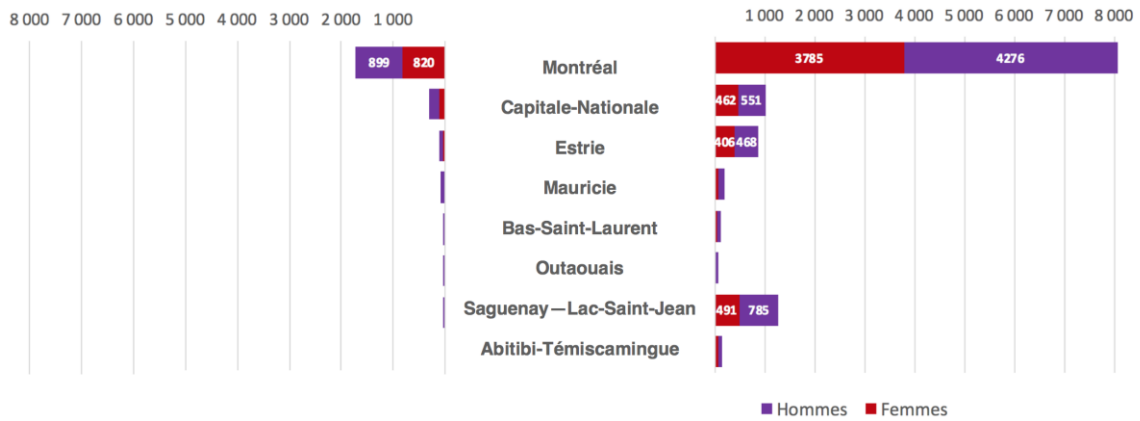 8 000 7 000 6 000 5 000 4 000 3 000 2 000 1 000
1 000 2 000 3 000 4 000 5 000 6 000 7 000 8 000
899 820 Montréal 3785 4276
Capitale-Nationale 462 551
Estrie 406 468
Mauricie
Bas-Saint-Laurent
Outaouais
Saguenay—Lac-Saint-Jean 491 785
Abitibi-Témiscamingue
Hommes Femmes